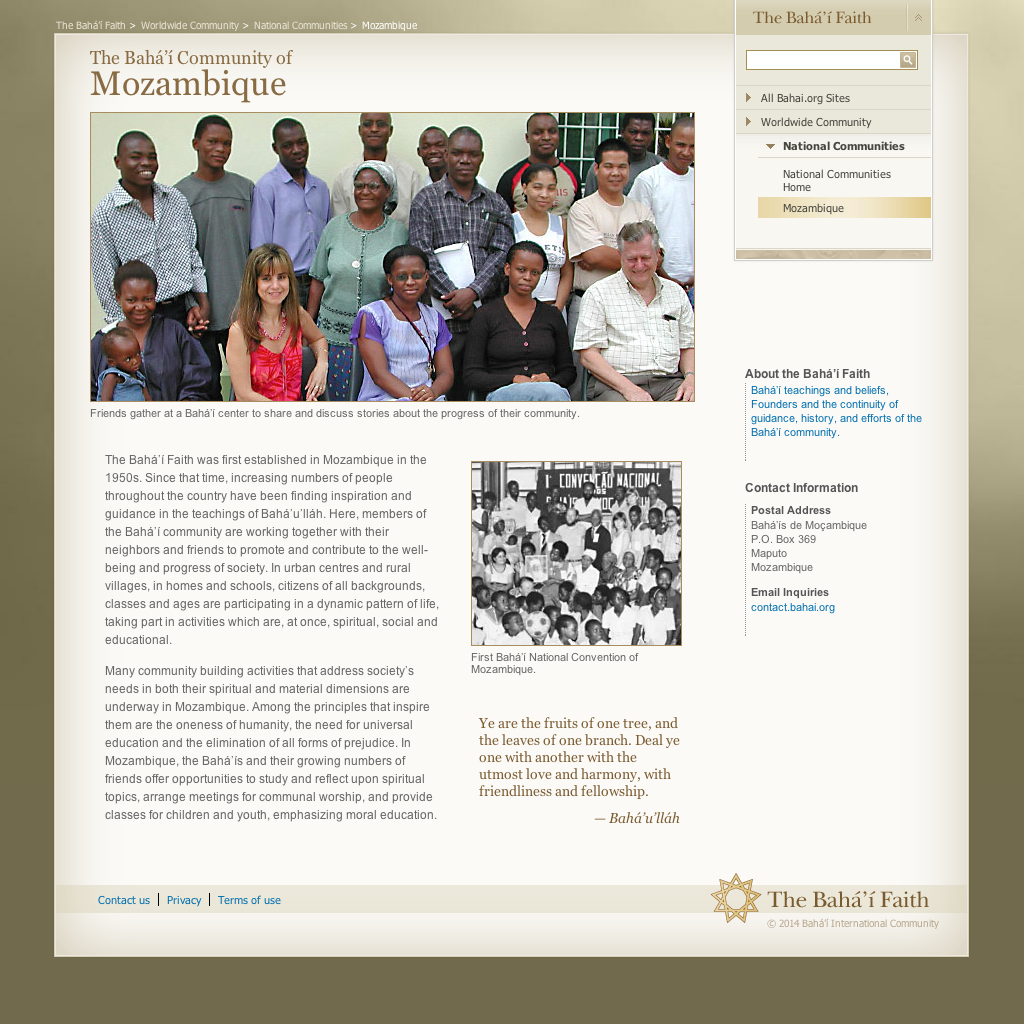 The Bahá'í Faith > Worldwide Community > National Communities > Mozambique
The Bahá'í Faith
The Bahá'í Community of
Mozambique
All Bahai.org Sites
Worldwide Community
National Communities
National Communities
Home
Mozambique
Friends gather at a Bahá'í center to share and discuss stories about the progress of their community.
The Bahá'í Faith was first established in Mozambique in the
1950s. Since that time, increasing numbers of people
throughout the country have been finding inspiration and
guidance in the teachings of Bahá'u'lláh. Here, members of
the Bahá'í community are working together with their
neighbors and friends to promote and contribute to the well-
being and progress of society. In urban centres and rural
villages, in homes and schools, citizens of all backgrounds,
classes and ages are participating in a dynamic pattern of life,
taking part in activities which are, at once, spiritual, social and
educational.
Many community building activities that address society's
needs in both their spiritual and material dimensions are
underway in Mozambique. Among the principles that inspire
them are the oneness of humanity, the need for universal
education and the elimination of all forms of prejudice. In
Mozambique, the Bahá'ís and their growing numbers of
friends offer opportunities to study and reflect upon spiritual
topics, arrange meetings for communal worship, and provide
classes for children and youth, emphasizing moral education.
CONVENÇÃO NACIONAL
First Bahá'í National Convention of
Mozambique.
Ye are the fruits of one tree, and
the leaves of one branch. Deal ye
one with another with the
utmost love and harmony, with
friendliness and fellowship.
— Bahá'u'lláh
About the Bahá'í Faith
Bahá'í teachings and beliefs,
Founders and the continuity of
guidance, history, and efforts of the
Bahá'í community.
Contact Information
Postal Address
Bahá'ís de Moçambique
P.O. Box 369
Maputo
Mozambique
Email Inquiries
contact.bahai.org
Contact us | Privacy | Terms of use
The Bahá'í Faith
© 2014 Bahá'í International Community